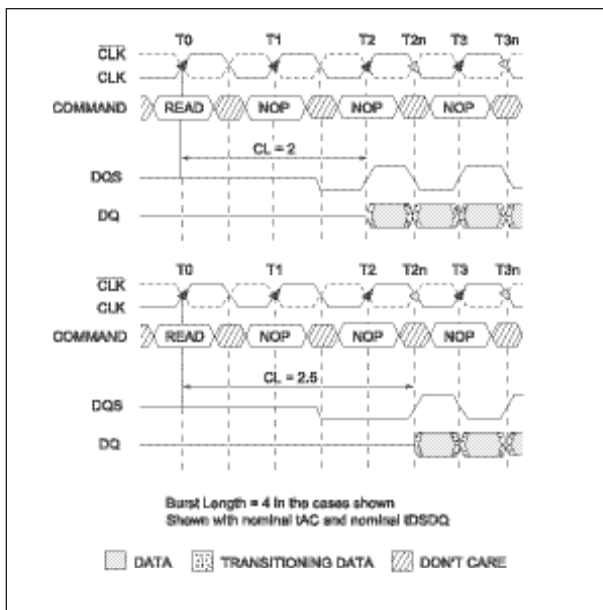 T0 T1 T2 T2n T3 T3n
CLK
CLK
COMMAND READ NOP NOP NOP
CL = 2
DQS
DQ
T0 T1 T2 T2n T3 T3n
CLK
CLK
COMMAND READ NOP NOP NOP
CL = 2.5
DQS
DQ
Burst Length = 4 in the cases shown
Shown with nominal tAC and nominal tDSDQ
DATA TRANSITIONING DATA DON'T CARE